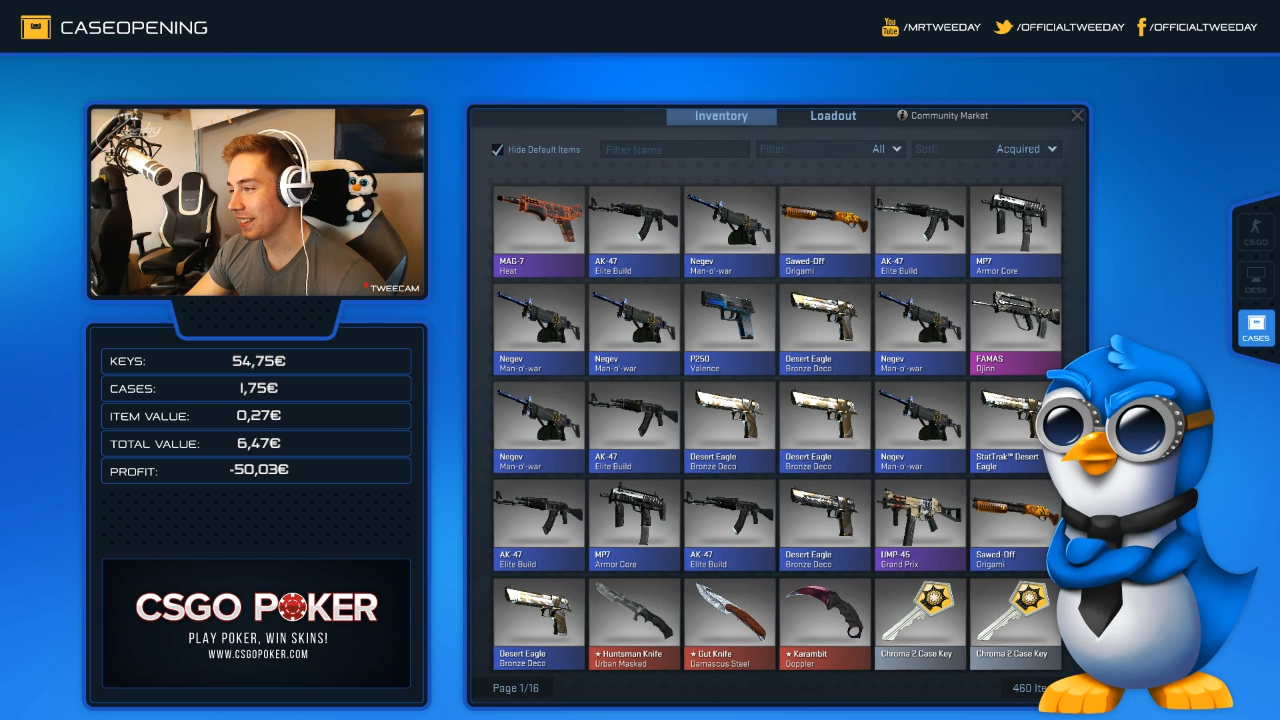 CASEOPENING
You Tube /MRTWEEDAY /OFFICIALTWEEDAY f /OFFICIALTWEEDAY
TWEECAM
KEYS: 54,75€
CASES: 1,75€
ITEM VALUE: 0,27€
TOTAL VALUE: 6,47€
PROFIT: -50,03€
CSGO POKER
PLAY POKER, WIN SKINS!
WWW.CSGOPOKER.COM
Inventory Loadout Community Market
Hide Default Items Filter Name Filter: All Sort: Acquired
MAG-7 AK-47 Negev Sawed-Off AK-47 MP7
Heat Elite Build Man-o'-war Origami Elite Build Armor Core
Negev Negev P250 Desert Eagle Negev FAMAS
Man-o'-war Man-o'-war Valence Bronze Deco Man-o'-war Djinn
Negev AK-47 Desert Eagle Desert Eagle Negev StatTrak™ Desert
Man-o'-war Elite Build Bronze Deco Bronze Deco Man-o'-war Eagle
AK-47 MP7 AK-47 Desert Eagle UMP-45 Sawed-Off
Elite Build Armor Core Elite Build Bronze Deco Grand Prix Origami
Desert Eagle ★ Huntsman Knife ★ Gut Knife ★ Karambit Chroma 2 Case Key Chroma 2 Case Key
Bronze Deco Urban Masked Damascus Steel Doppler
Page 1/16 460 Ite
CS:GO
DESK
CASES